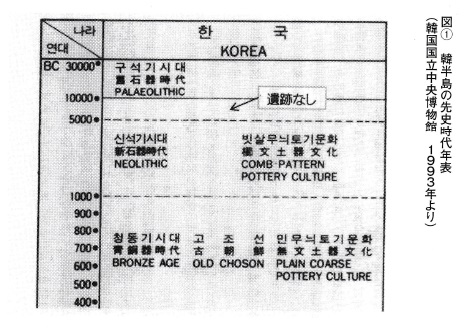 図① 韓半島の先史時代年表
(韓国国立中央博物館 1993年より)
나라
연대
한국
KOREA
BC 30000
구석기시대
舊石器時代
PALAEOLITHIC
10000
遺跡なし
5000
신석기시대 빗살무늬토기문화
新石器時代 櫛文土器文化
NEOLITHIC COMB-PATTERN
POTTERY CULTURE
1000
900
800
청동기시대 고조선 민무늬토기문화
700
青銅器時代 古朝鮮 無文土器文化
600
BRONZE AGE OLD CHOSON PLAIN COARSE
POTTERY CULTURE
500
400